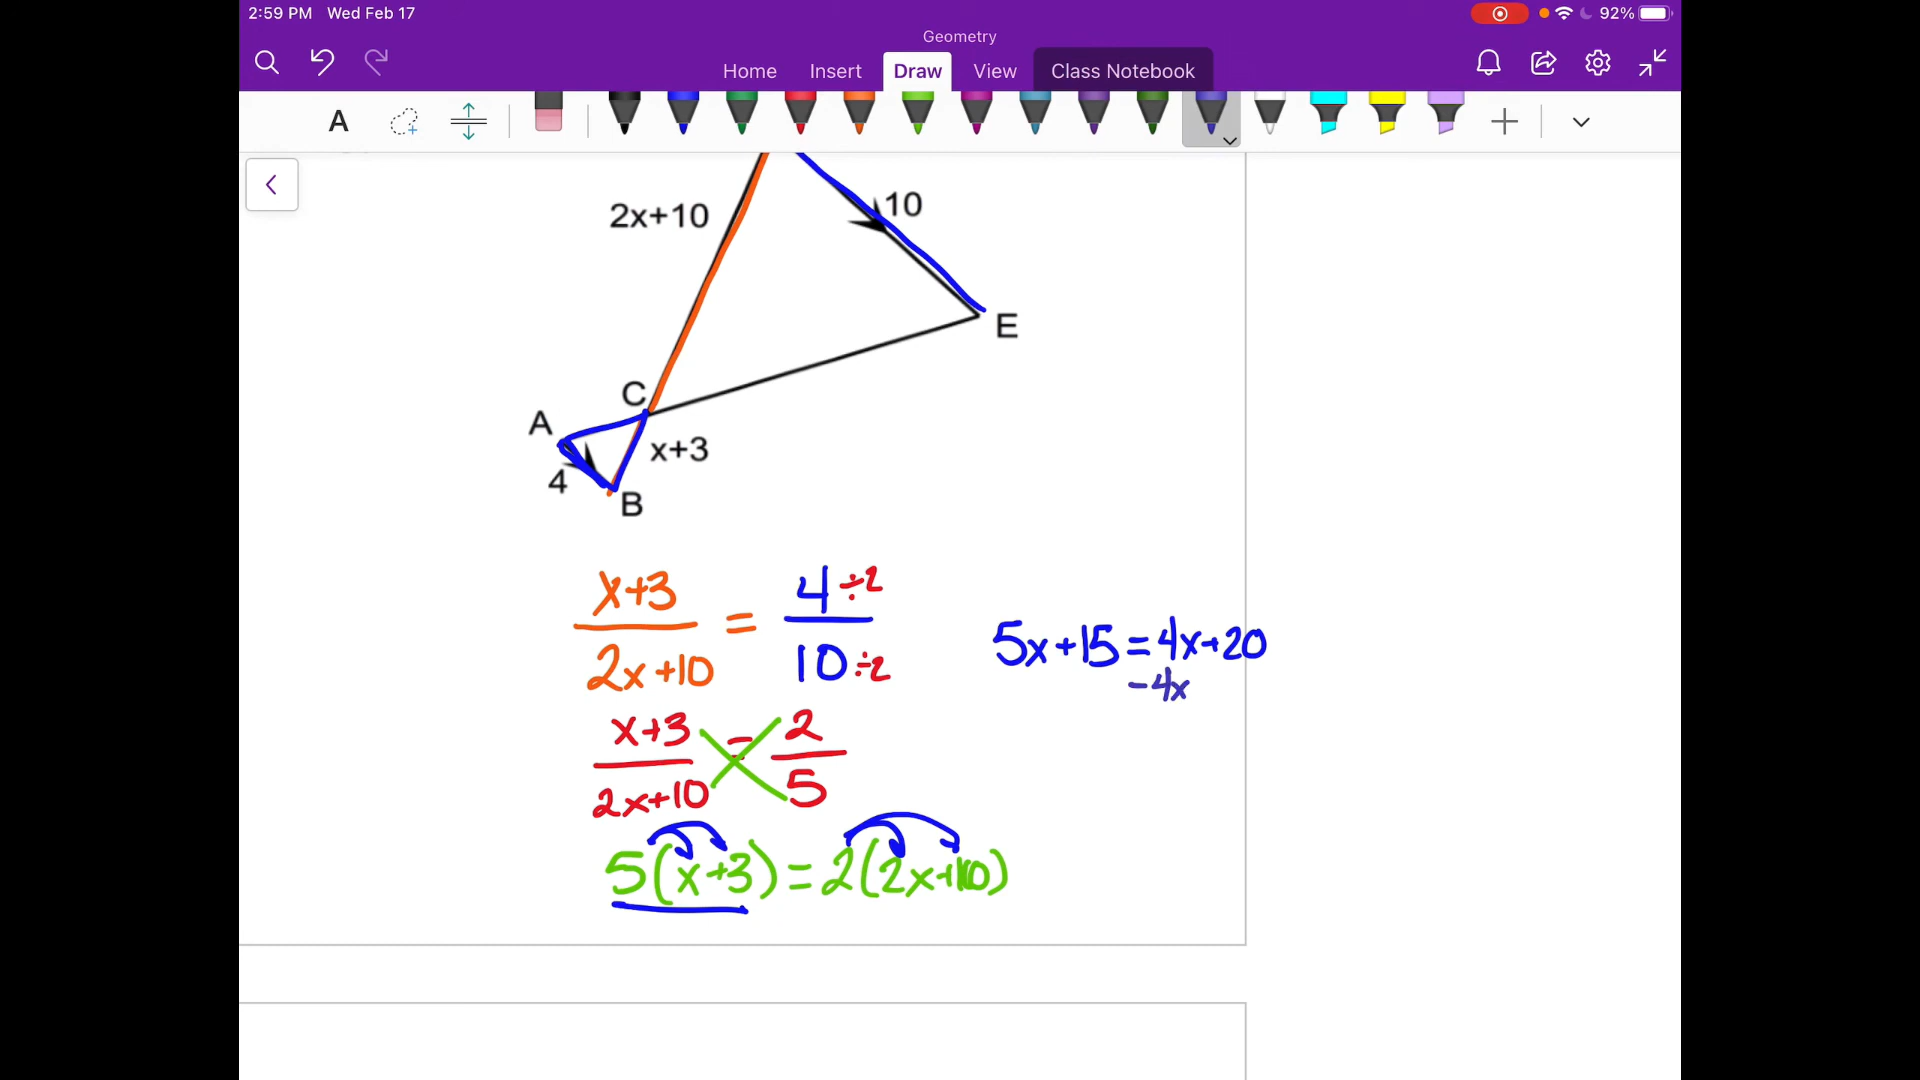 2:59 PM Wed Feb 17
92%
Geometry
Home Insert Draw View Class Notebook
A
2x+10
10
E
C
A
x+3
4
B
x+3 / 2x+10 = 4 ÷2 / 10 ÷2
5x+15=4x+20
-4x
x+3 / 2x+10 = 2 / 5
5(x+3)=2(2x+10)